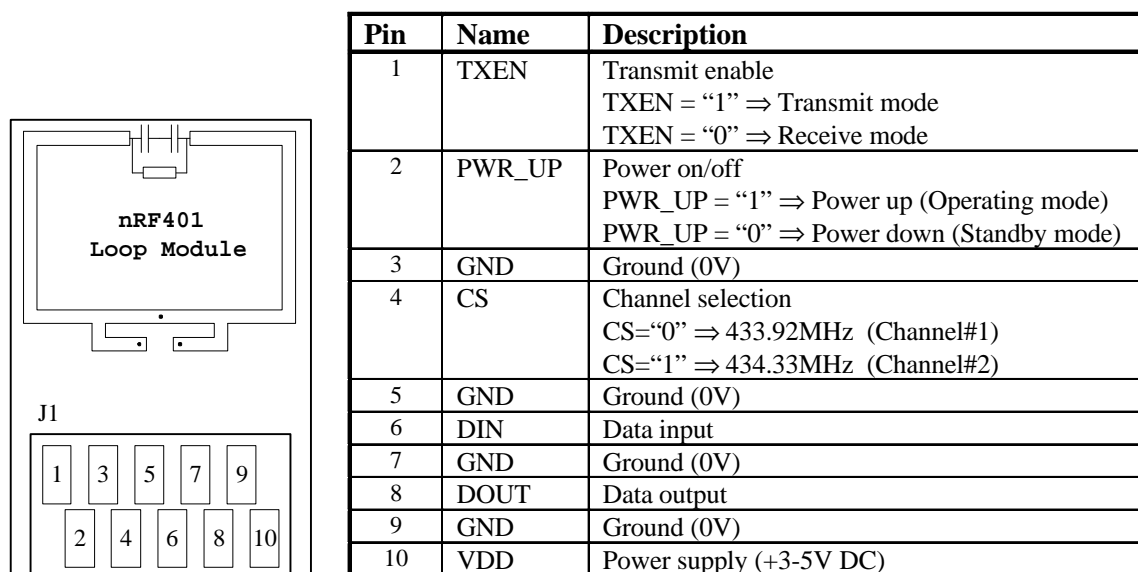 nRF401
Loop Module
J1
1 3 5 7 9
2 4 6 8 10
Pin Name Description
1 TXEN Transmit enable
TXEN = “1” ⇒ Transmit mode
TXEN = “0” ⇒ Receive mode
2 PWR_UP Power on/off
PWR_UP = “1” ⇒ Power up (Operating mode)
PWR_UP = “0” ⇒ Power down (Standby mode)
3 GND Ground (0V)
4 CS Channel selection
CS=“0” ⇒ 433.92MHz (Channel#1)
CS=“1” ⇒ 434.33MHz (Channel#2)
5 GND Ground (0V)
6 DIN Data input
7 GND Ground (0V)
8 DOUT Data output
9 GND Ground (0V)
10 VDD Power supply (+3-5V DC)